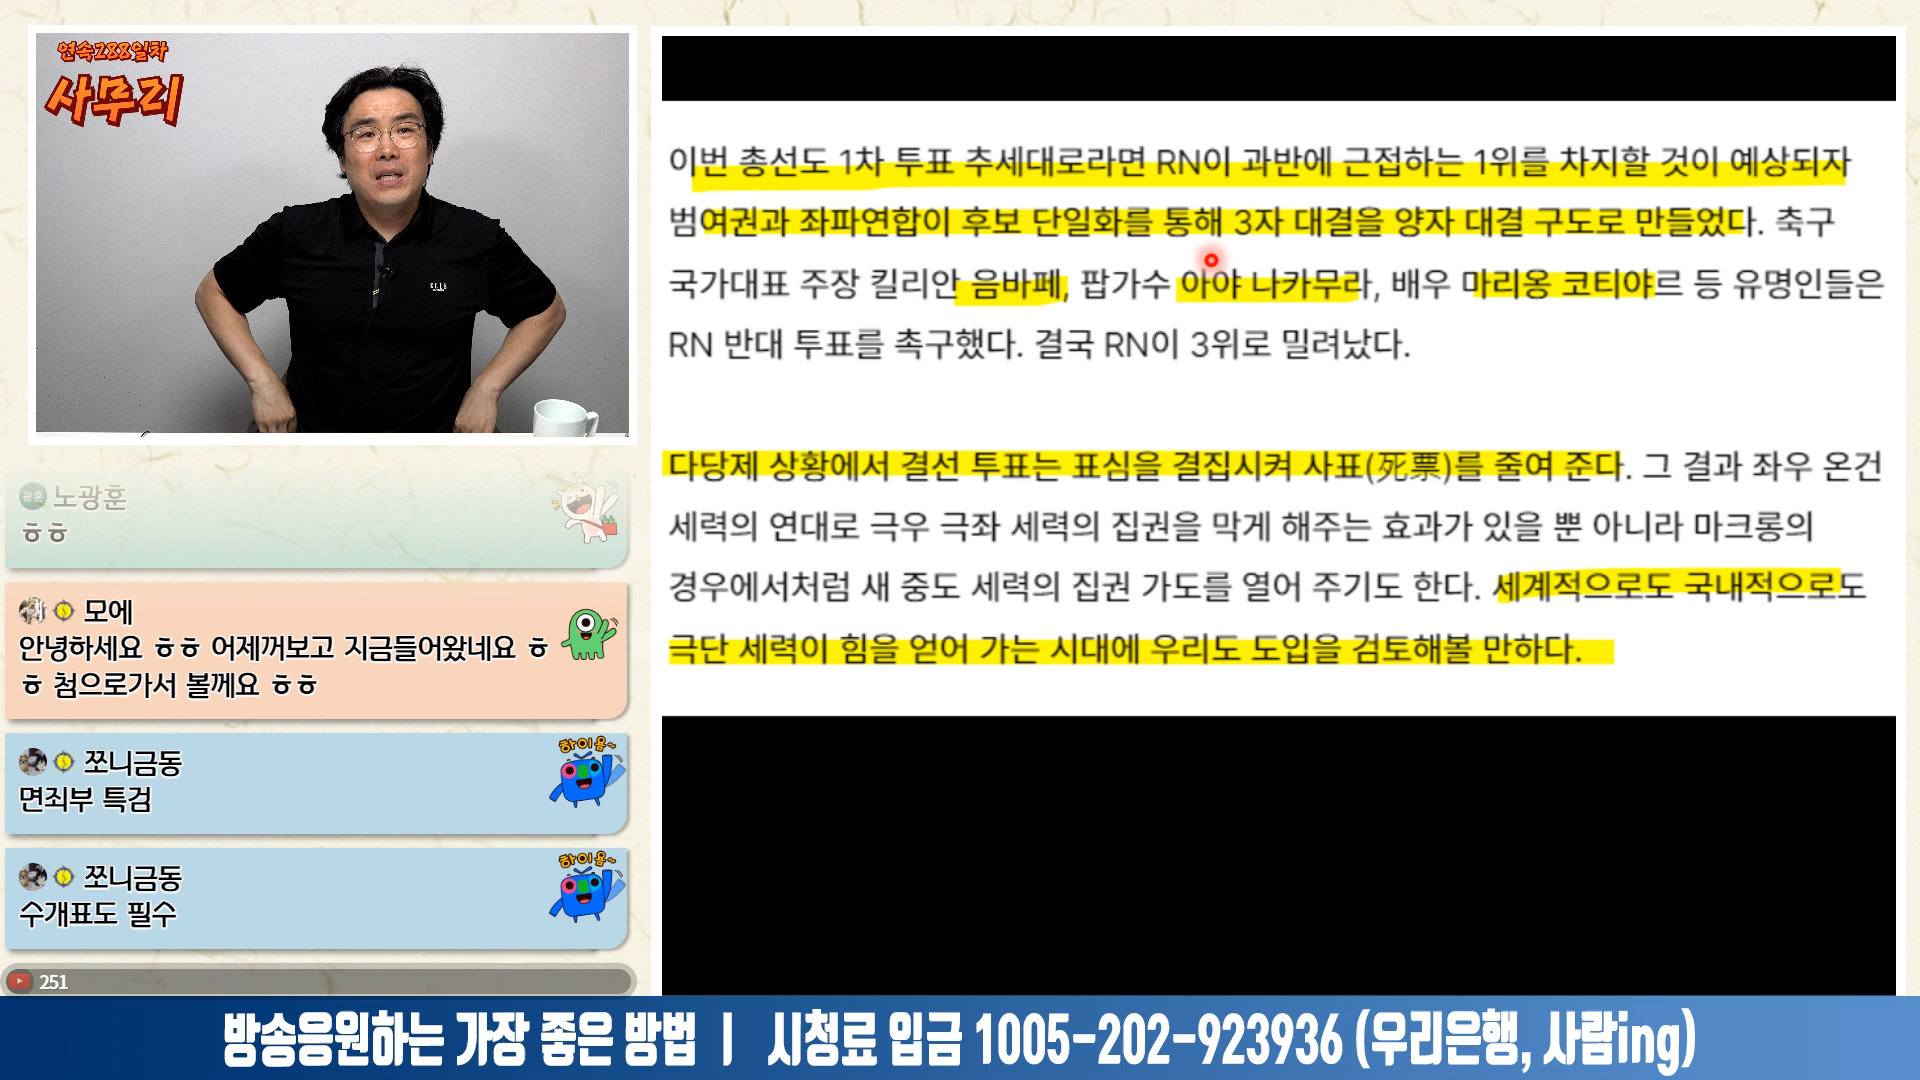 연속288일차
사무리
ELLE
이번 총선도 1차 투표 추세대로라면 RN이 과반에 근접하는 1위를 차지할 것이 예상되자
범여권과 좌파연합이 후보 단일화를 통해 3자 대결을 양자 대결 구도로 만들었다. 축구
국가대표 주장 킬리안 음바페, 팝가수 아야 나카무라, 배우 마리옹 코티야르 등 유명인들은
RN 반대 투표를 촉구했다. 결국 RN이 3위로 밀려났다.
다당제 상황에서 결선 투표는 표심을 결집시켜 사표(死票)를 줄여 준다. 그 결과 좌우 온건
세력의 연대로 극우 극좌 세력의 집권을 막게 해주는 효과가 있을 뿐 아니라 마크롱의
경우에서처럼 새 중도 세력의 집권 가도를 열어 주기도 한다. 세계적으로도 국내적으로도
극단 세력이 힘을 얻어 가는 시대에 우리도 도입을 검토해볼 만하다.
광훈 노광훈
ㅎㅎ
모에
안녕하세요 ㅎㅎ 어제꺼보고 지금들어왔네요 ㅎ
ㅎ 첨으로가서 볼께요 ㅎㅎ
쪼니금동
하이욤~
면죄부 특검
쪼니금동
하이욤~
수개표도 필수
251
방송응원하는 가장 좋은 방법 | 시청료 입금 1005-202-923936 (우리은행, 사람ing)